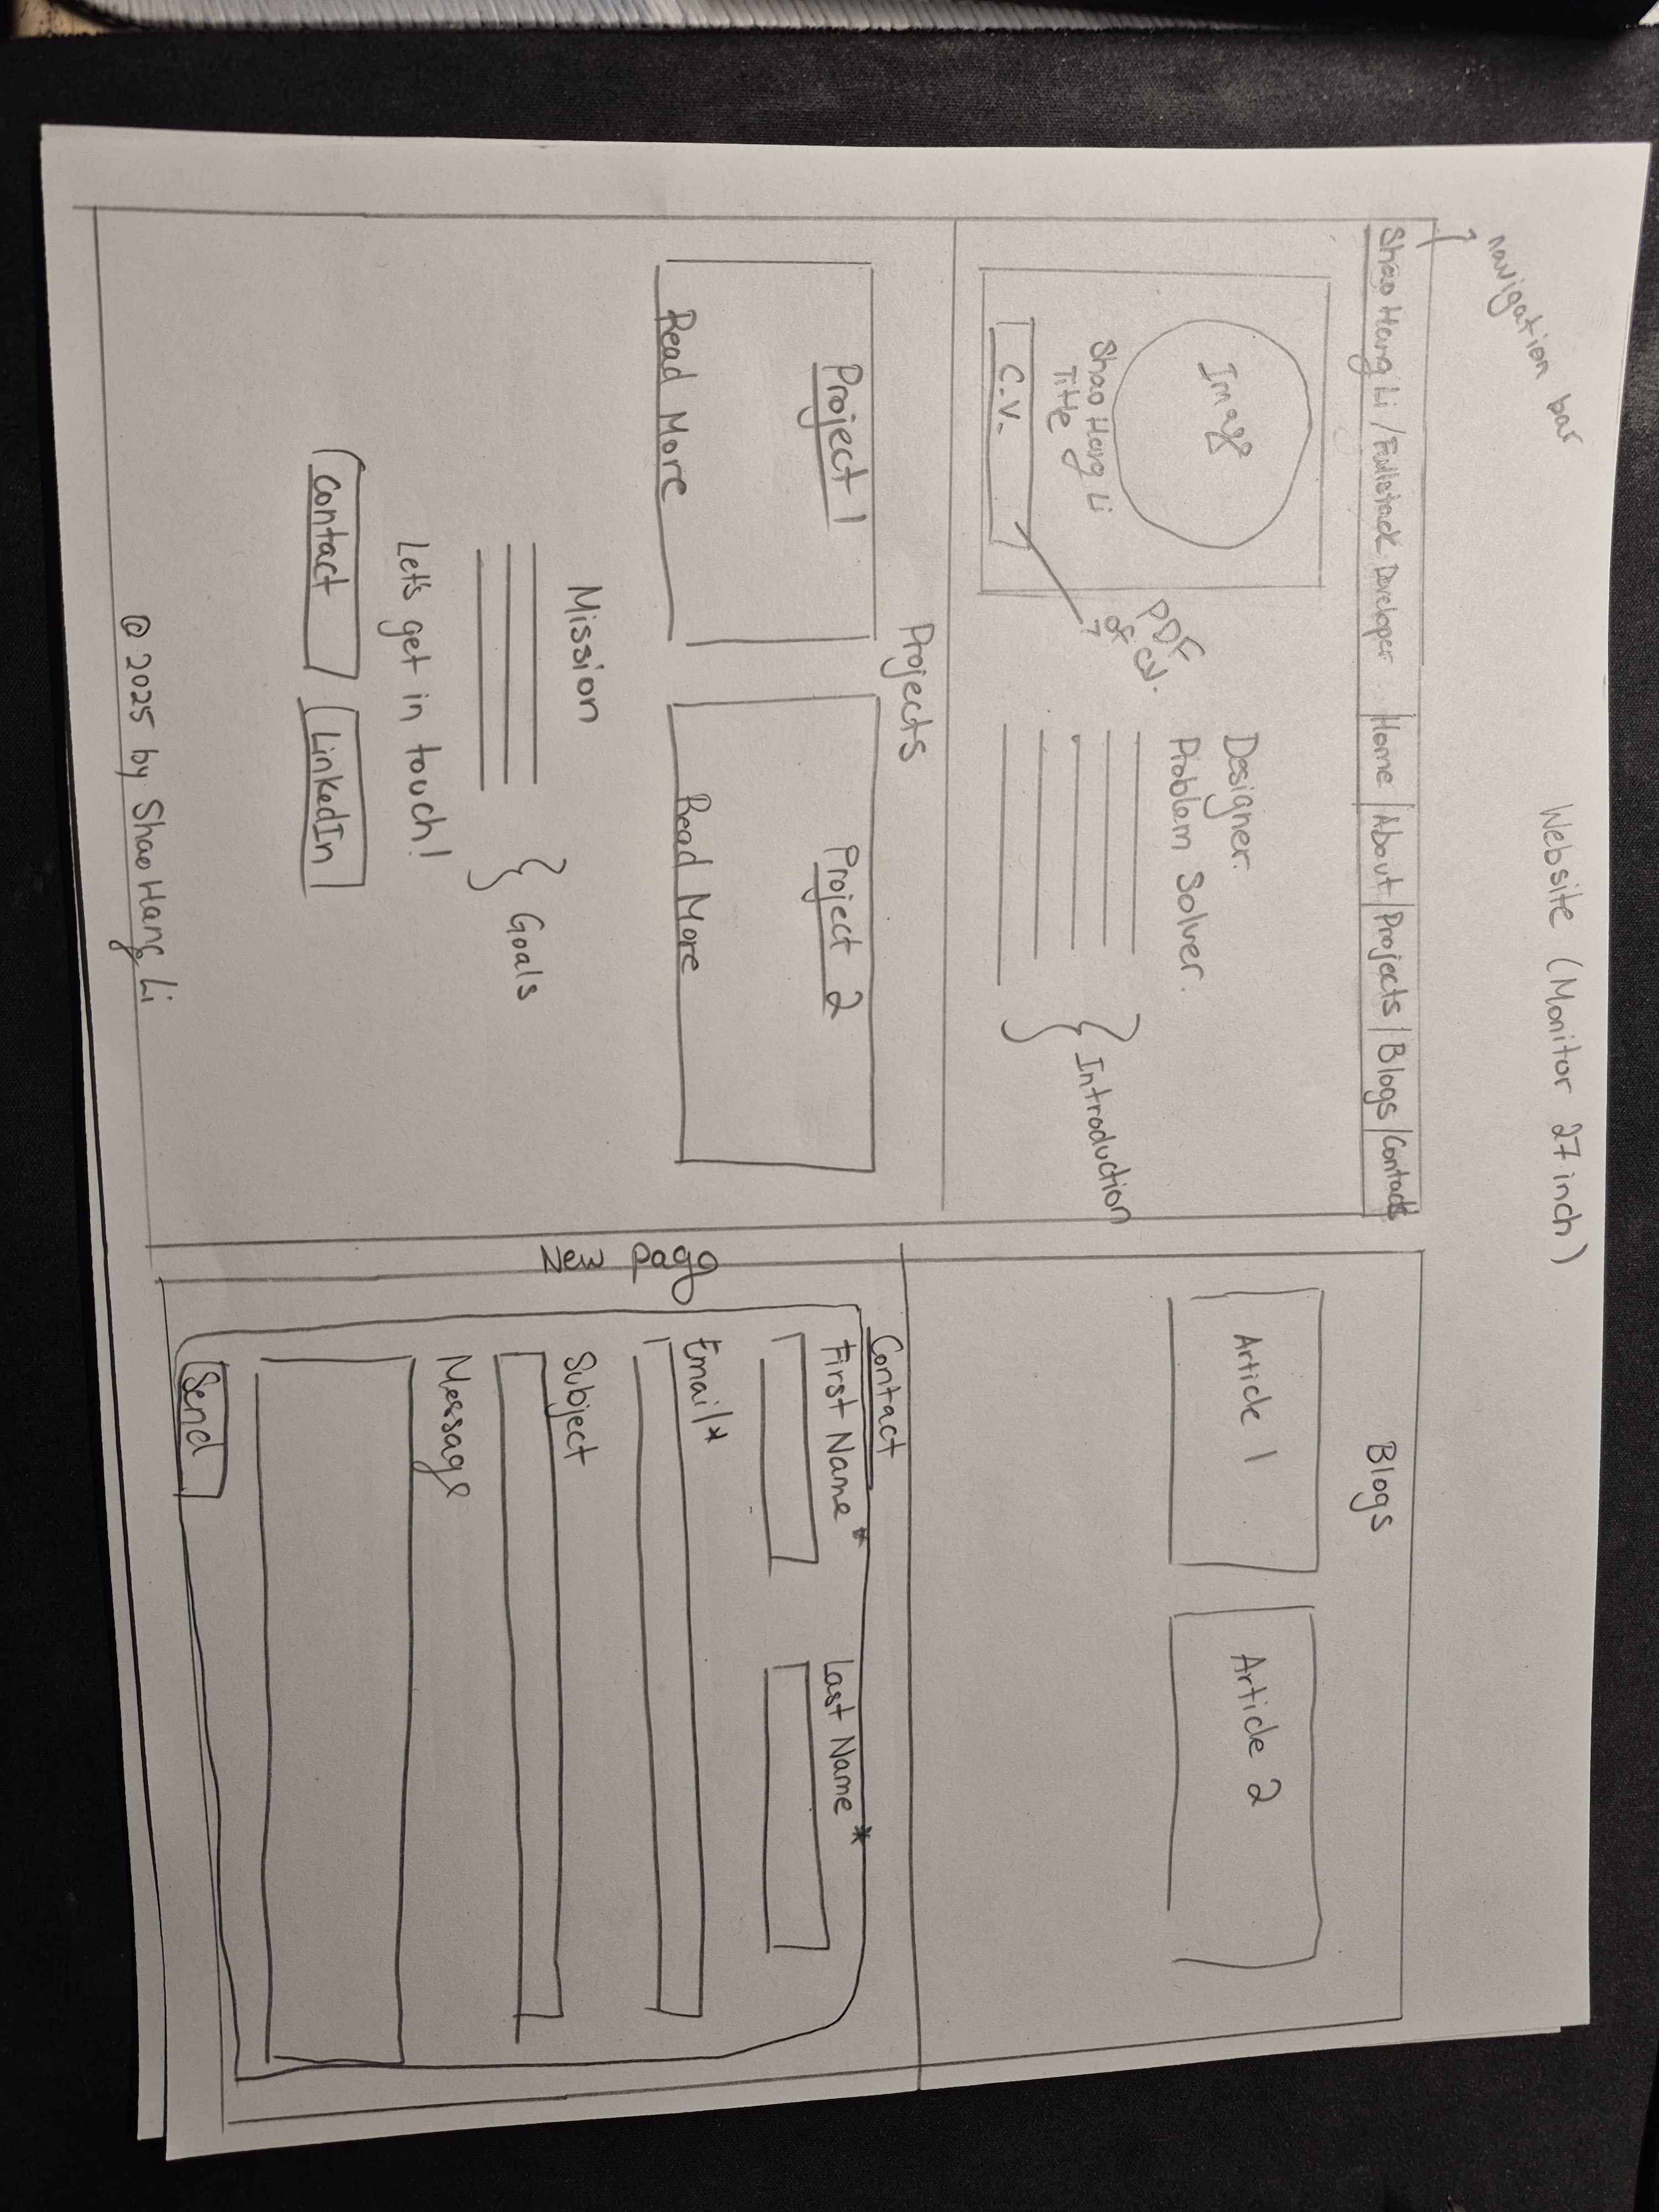 Website (Monitor 27 inch)
navigation bar
Shao Hang Li / Fullstack Developer Home About Projects Blogs Contacts
Image
Shao Hang Li
Title
C.V.
PDF
of CV.
Designer.
Problem Solver.
Introduction
Projects
Project 1
Read More
Project 2
Read More
Mission
Goals
Let's get in touch!
Contact
LinkedIn
© 2025 by Shao Hang Li
New page
Blogs
Article 1
Article 2
Contact
First Name*
Last Name*
Email*
Subject
Message
Send